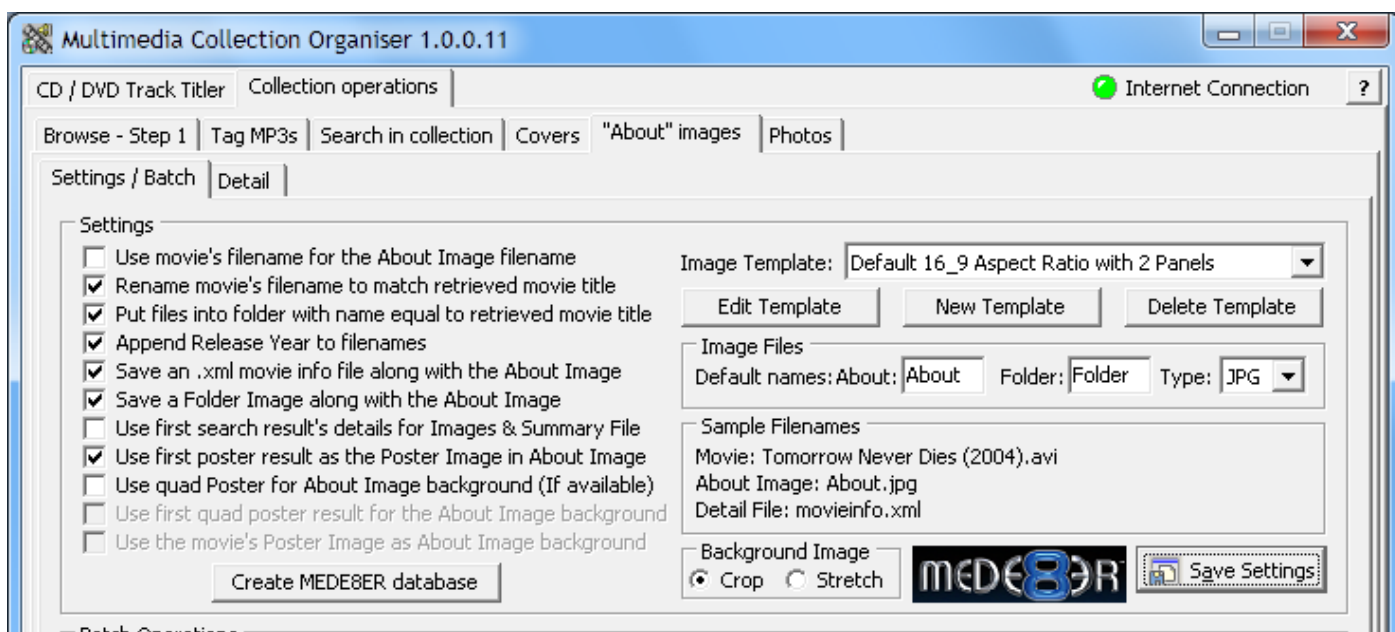 Multimedia Collection Organiser 1.0.0.11
CD / DVD Track Titler Collection operations Internet Connection ?
Browse - Step 1 Tag MP3s Search in collection Covers "About" images Photos
Settings / Batch Detail
Settings
Use movie's filename for the About Image filename
Rename movie's filename to match retrieved movie title
Put files into folder with name equal to retrieved movie title
Append Release Year to filenames
Save an .xml movie info file along with the About Image
Save a Folder Image along with the About Image
Use first search result's details for Images & Summary File
Use first poster result as the Poster Image in About Image
Use quad Poster for About Image background (If available)
Use first quad poster result for the About Image background
Use the movie's Poster Image as About Image background
Create MEDE8ER database
Image Template: Default 16_9 Aspect Ratio with 2 Panels
Edit Template New Template Delete Template
Image Files
Default names: About: About Folder: Folder Type: JPG
Sample Filenames
Movie: Tomorrow Never Dies (2004).avi
About Image: About.jpg
Detail File: movieinfo.xml
Background Image
Crop Stretch
MEDE8ER
Save Settings
Batch Operations